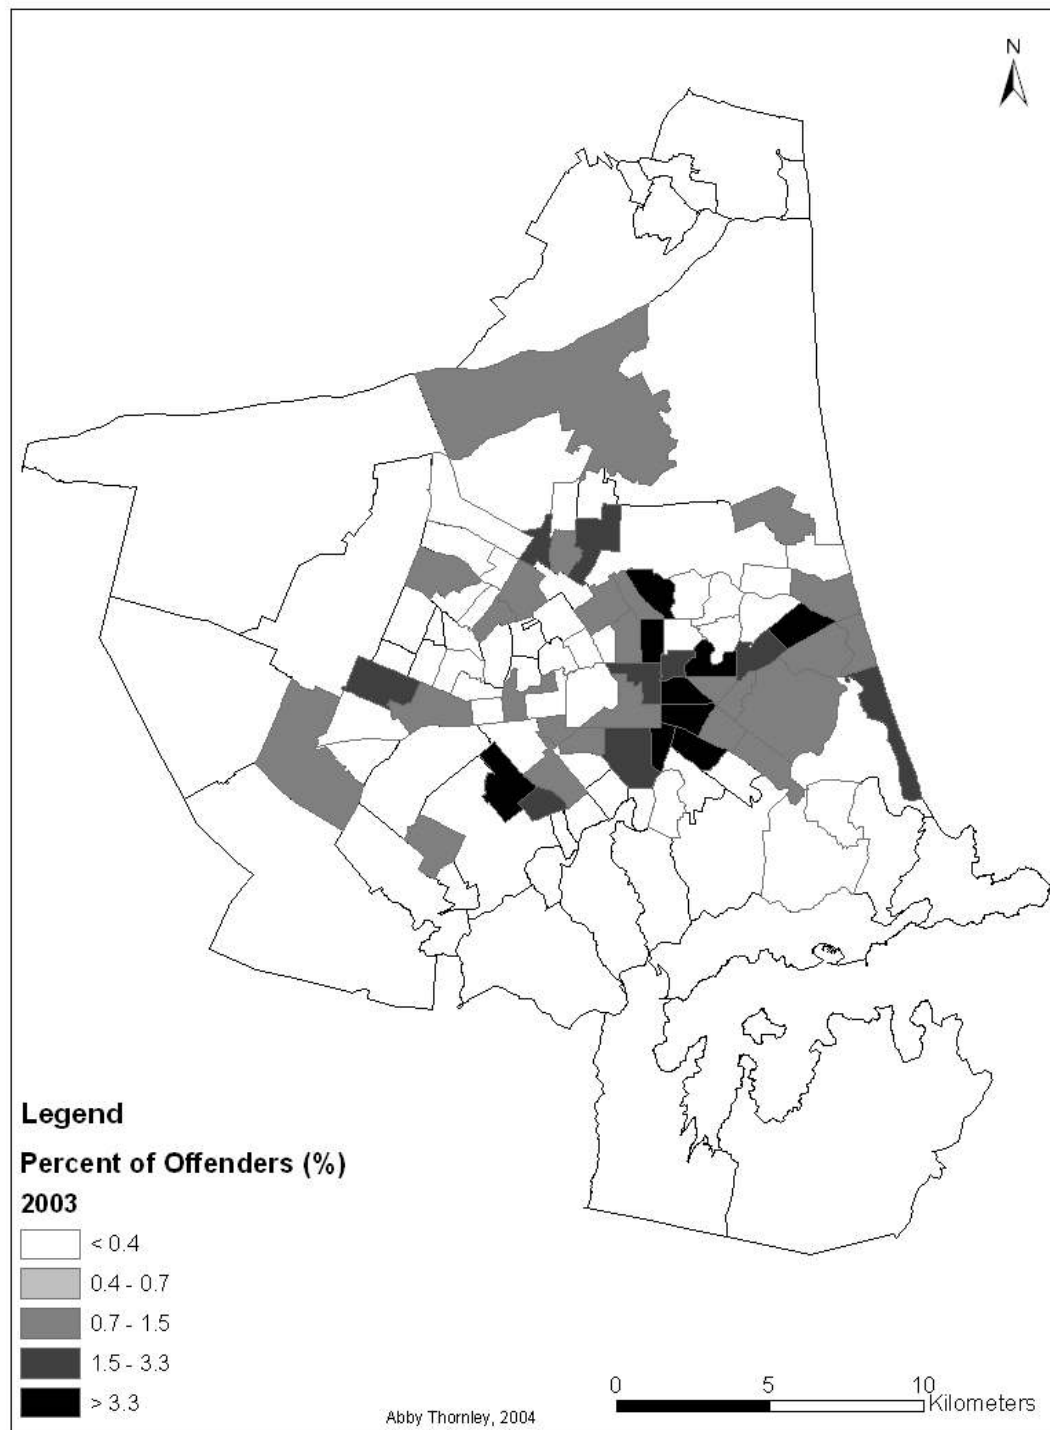 N
Legend
Percent of Offenders (%)
2003
< 0.4
0.4 - 0.7
0.7 - 1.5
1.5 - 3.3
> 3.3
Abby Thornley, 2004
0 5 10
Kilometers